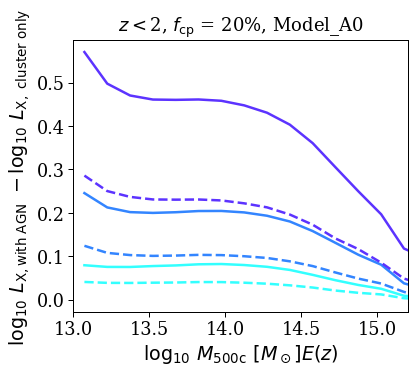 z < 2, f_cp = 20%, Model_A0
log₁₀ L_X, with AGN − log₁₀ L_X, cluster only
0.5
0.4
0.3
0.2
0.1
0.0
13.0 13.5 14.0 14.5 15.0
log₁₀ M₅₀₀c [M_⊙]E(z)